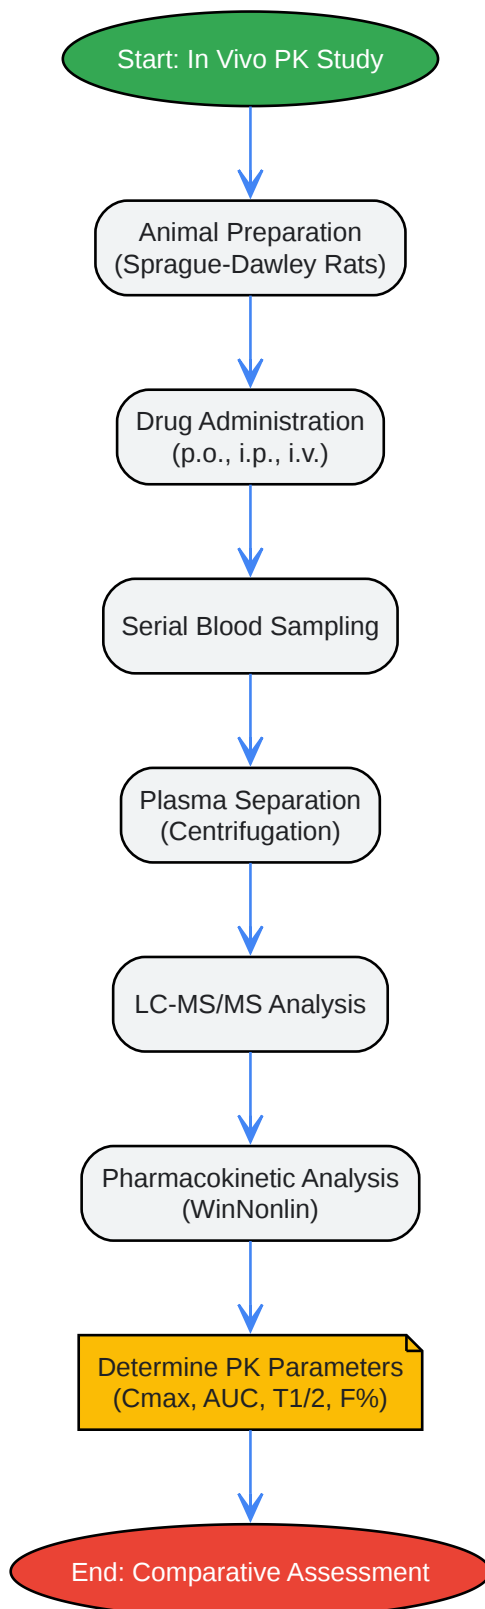 Start: In Vivo PK Study
Animal Preparation
(Sprague-Dawley Rats)
Drug Administration
(p.o., i.p., i.v.)
Serial Blood Sampling
Plasma Separation
(Centrifugation)
LC-MS/MS Analysis
Pharmacokinetic Analysis
(WinNonlin)
Determine PK Parameters
(Cmax, AUC, T1/2, F%)
End: Comparative Assessment